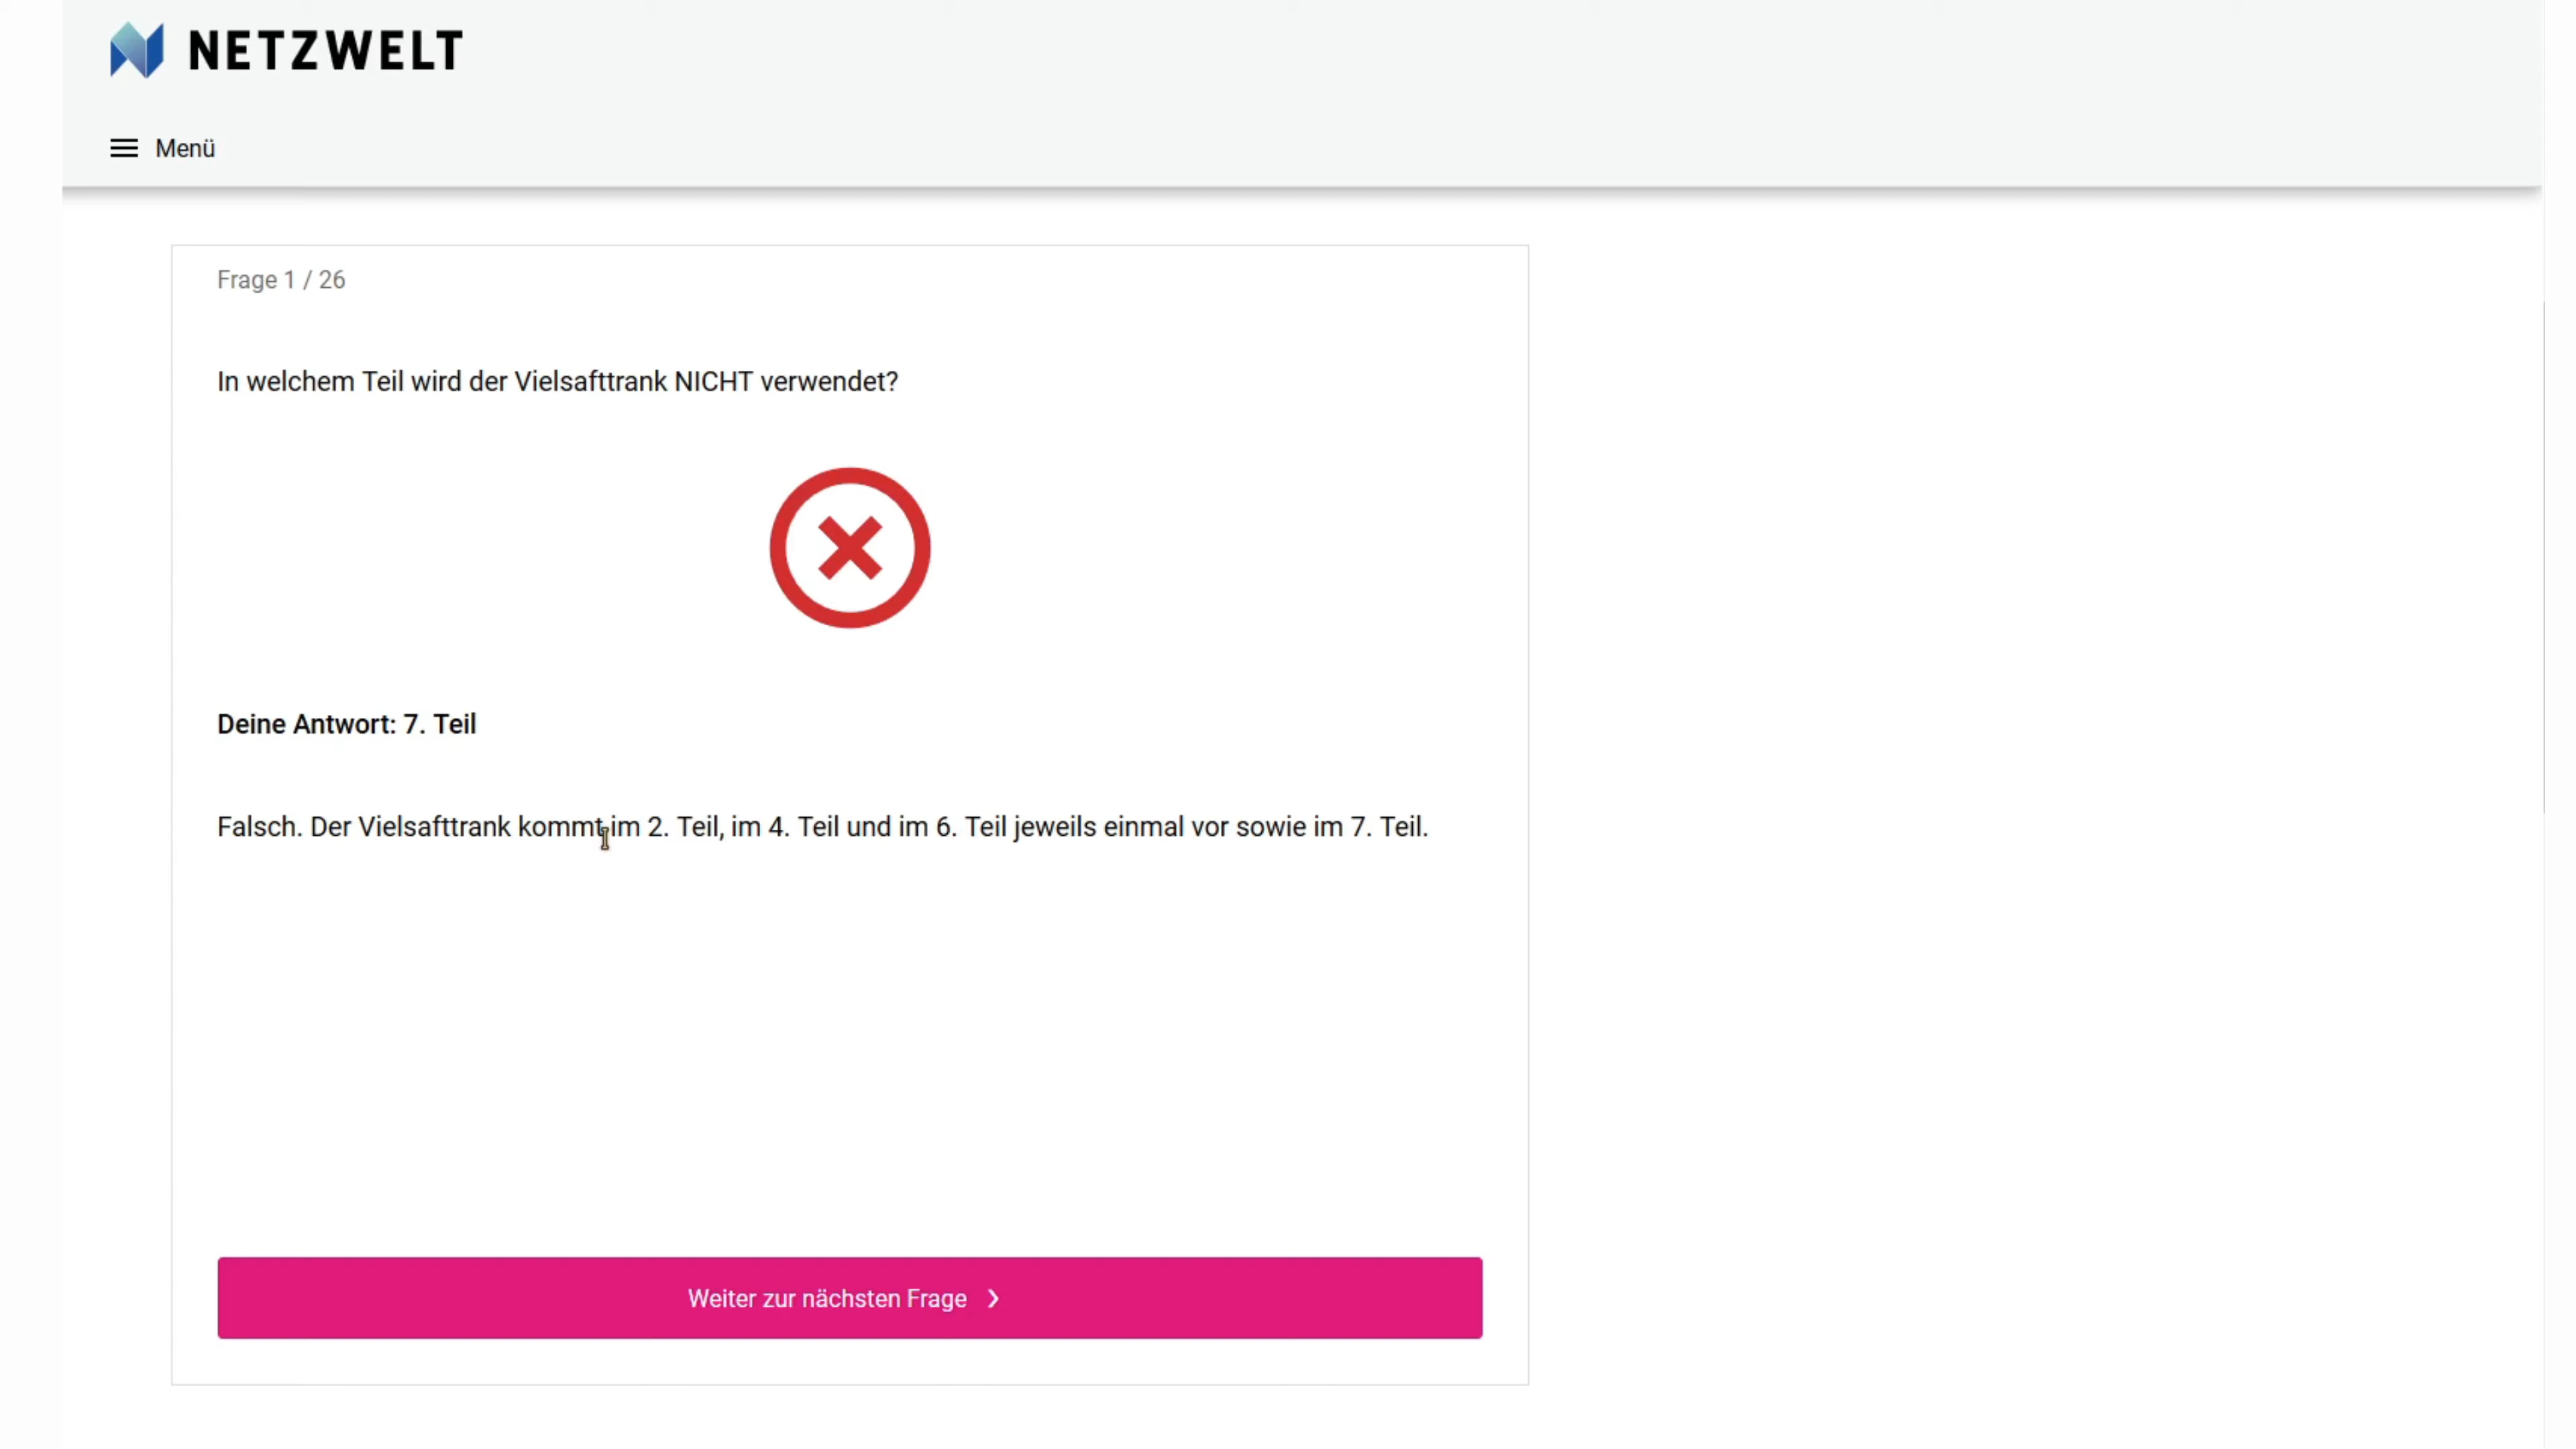 NETZWELT
Menü
Frage 1 / 26
In welchem Teil wird der Vielsafttrank NICHT verwendet?
Deine Antwort: 7. Teil
Falsch. Der Vielsafttrank kommt im 2. Teil, im 4. Teil und im 6. Teil jeweils einmal vor sowie im 7. Teil.
Weiter zur nächsten Frage